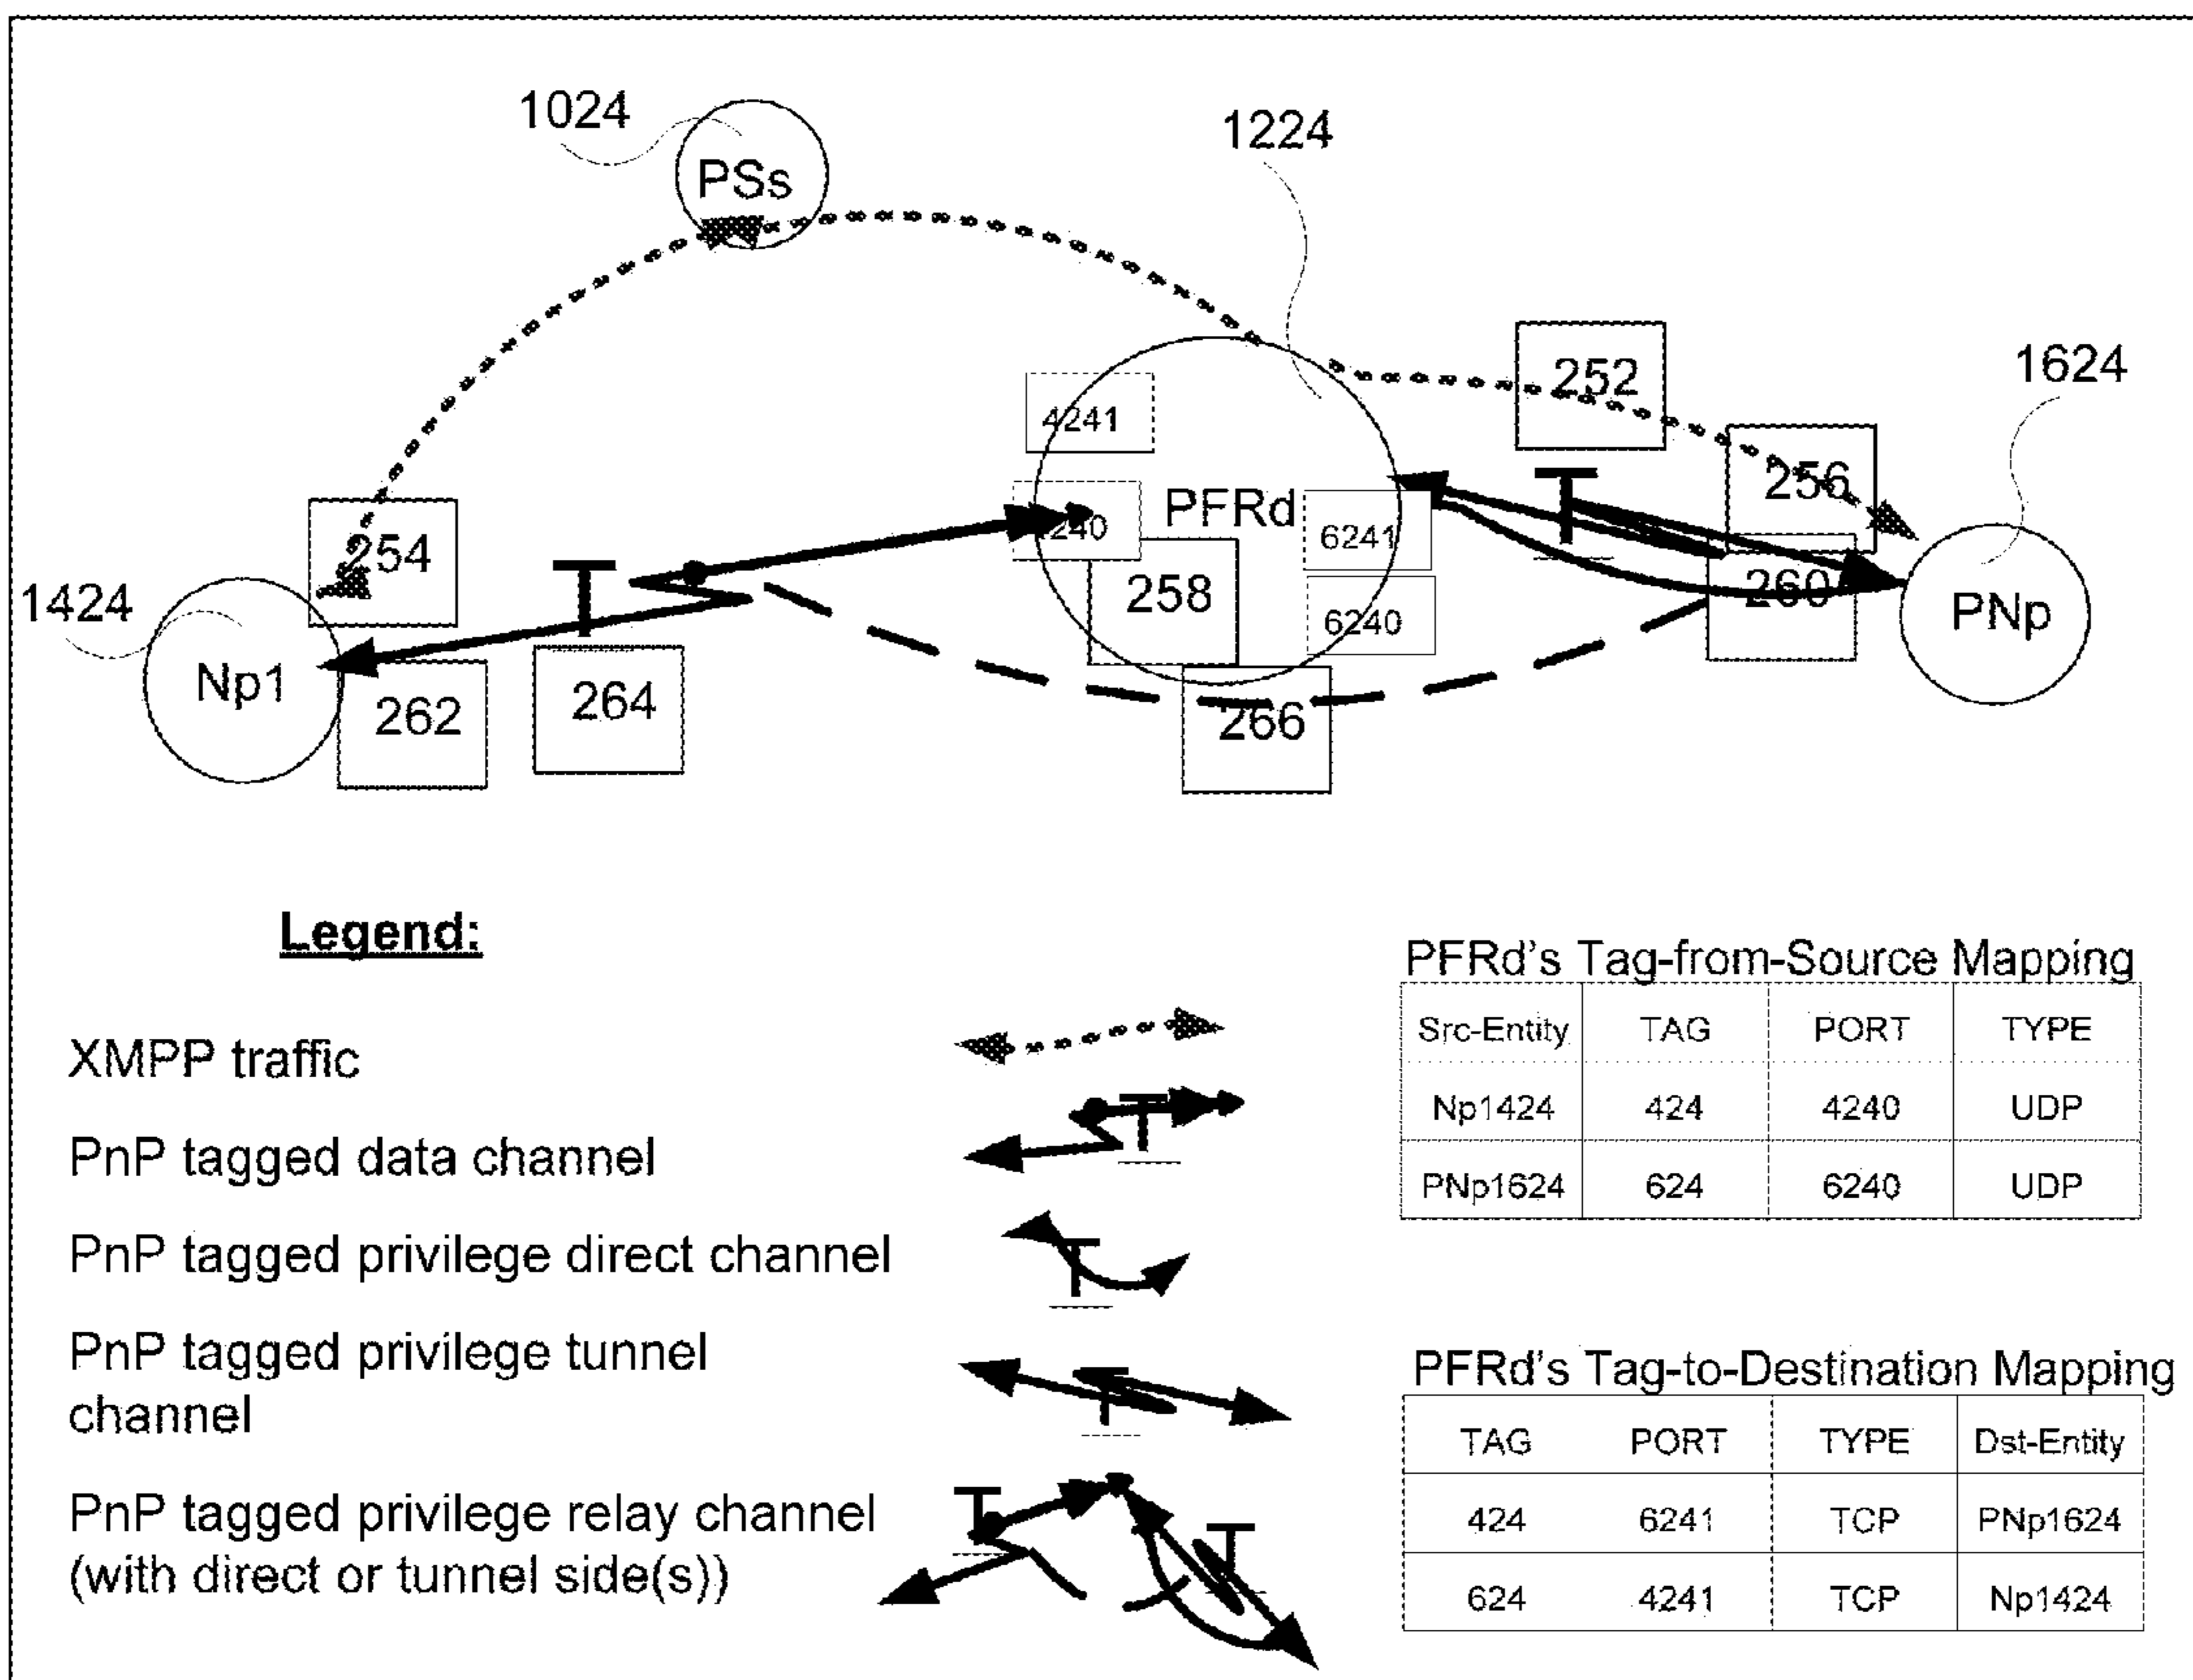 1024
1224
PSs
252
1624
4241
256
PFRd
254
4240
6241
258
260
1424
6240
PNp
Np1
262
264
266
Legend:
XMPP traffic
PnP tagged data channel
PnP tagged privilege direct channel
PnP tagged privilege tunnel
channel
PnP tagged privilege relay channel
(with direct or tunnel side(s))
T
T
T
T
T
T
T
PFRd's Tag-from-Source Mapping
Src-Entity TAG PORT TYPE
Np1424 424 4240 UDP
PNp1624 624 6240 UDP
PFRd's Tag-to-Destination Mapping
TAG PORT TYPE Dst-Entity
424 6241 TCP PNp1624
624 4241 TCP Np1424